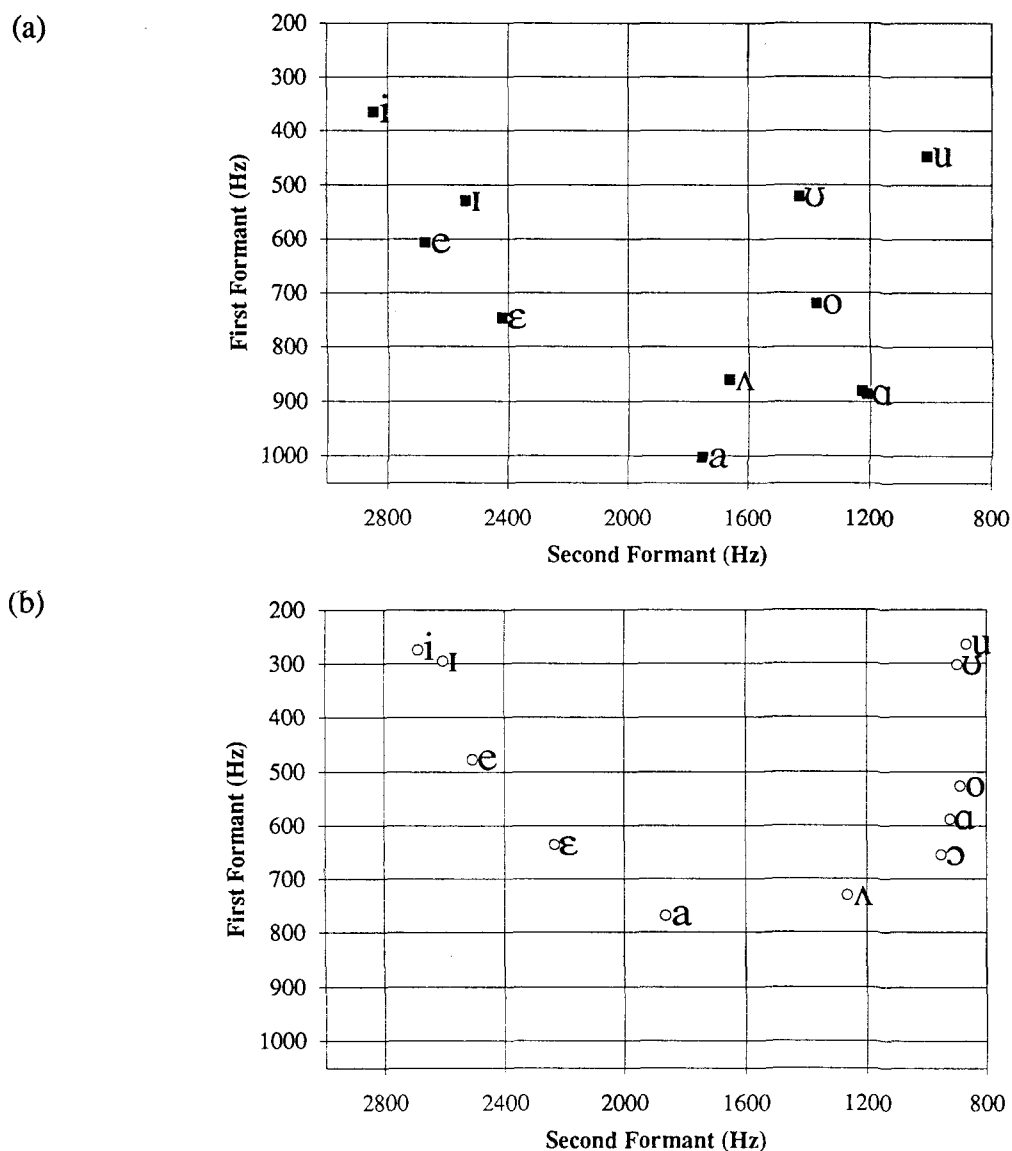 (a)
200
300
400
500
600
700
800
900
1000
First Formant (Hz)
i
u
ɪ
ʊ
e
o
ɛ
ʌ
ɑ
a
2800 2400 2000 1600 1200 800
Second Formant (Hz)
(b)
200
300
400
500
600
700
800
900
1000
First Formant (Hz)
i
u
ɪ
ʊ
e
o
ɑ
ɛ
ɔ
ʌ
a
2800 2400 2000 1600 1200 800
Second Formant (Hz)